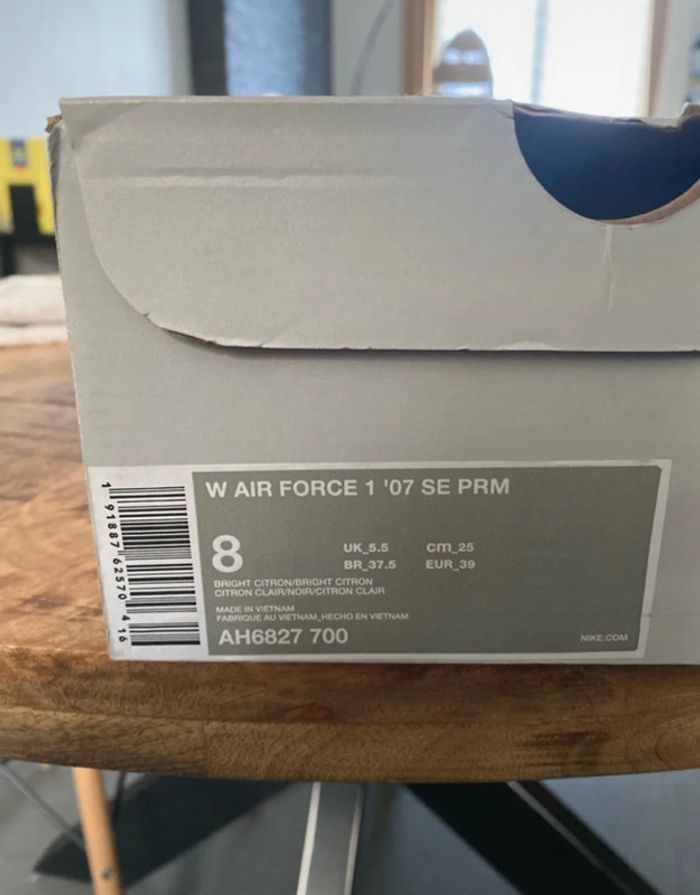 W AIR FORCE 1 '07 SE PRM
8
UK_5.5 cm_25
BR_37.5 EUR_39
BRIGHT CITRON/BRIGHT CITRON
CITRON CLAIR/NOIR/CITRON CLAIR
MADE IN VIETNAM
FABRIQUE AU VIETNAM_HECHO EN VIETNAM
AH6827 700
NIKE.COM
1 91887 62570 4 16